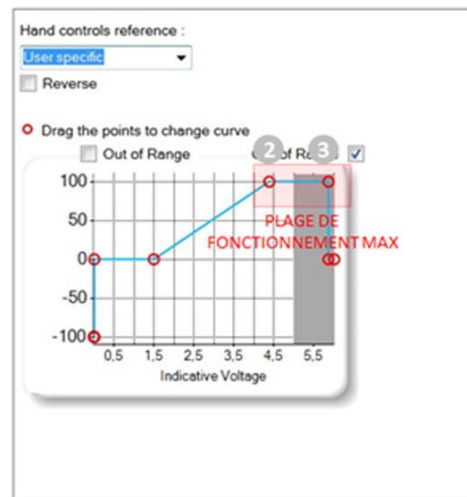 Hand controls reference :
User specific
Reverse
Drag the points to change curve
Out of Range
of Ra
2
3
100
50
0
-50
-100
PLAGE DE
FONCTIONNEMENT MAX
0,5 1,5 2,5 3,5 4,5 5,5
Indicative Voltage